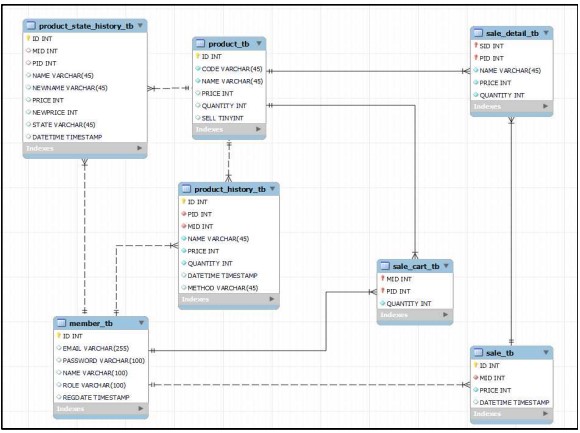 product_state_history_tb
ID INT
MID INT
PID INT
NAME VARCHAR(45)
NEWNAME VARCHAR(45)
PRICE INT
NEWPRICE INT
STATE VARCHAR(45)
DATETIME TIMESTAMP
Indexes
product_tb
ID INT
CODE VARCHAR(45)
NAME VARCHAR(45)
PRICE INT
QUANTITY INT
SELL TINYINT
Indexes
sale_detail_tb
SID INT
PID INT
NAME VARCHAR(45)
PRICE INT
QUANTITY INT
Indexes
product_history_tb
ID INT
PID INT
MID INT
NAME VARCHAR(45)
PRICE INT
QUANTITY INT
DATETIME TIMESTAMP
METHOD VARCHAR(45)
Indexes
sale_cart_tb
MID INT
PID INT
QUANTITY INT
Indexes
member_tb
ID INT
EMAIL VARCHAR(255)
PASSWORD VARCHAR(100)
NAME VARCHAR(100)
ROLE VARCHAR(100)
REGDATE TIMESTAMP
Indexes
sale_tb
ID INT
MID INT
PRICE INT
DATETIME TIMESTAMP
Indexes